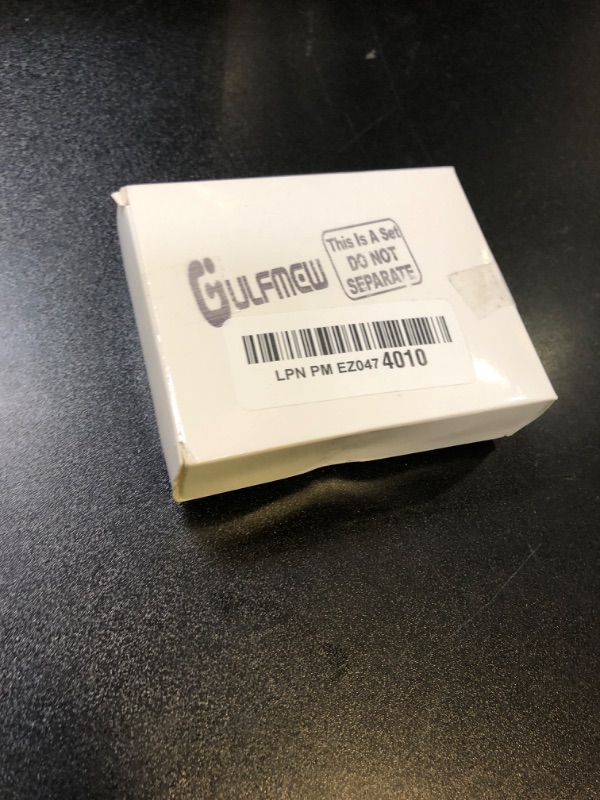 GULFMEW
This Is A Set
DO NOT
SEPARATE
LPN PM EZ047 4010